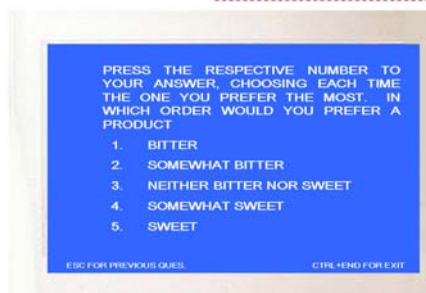 PRESS THE RESPECTIVE NUMBER TO
YOUR ANSWER, CHOOSING EACH TIME
THE ONE YOU PREFER THE MOST. IN
WHICH ORDER WOULD YOU PREFER A
PRODUCT
1. BITTER
2. SOMEWHAT BITTER
3. NEITHER BITTER NOR SWEET
4. SOMEWHAT SWEET
5. SWEET
ESC FOR PREVIOUS QUES. CTRL+END FOR EXIT